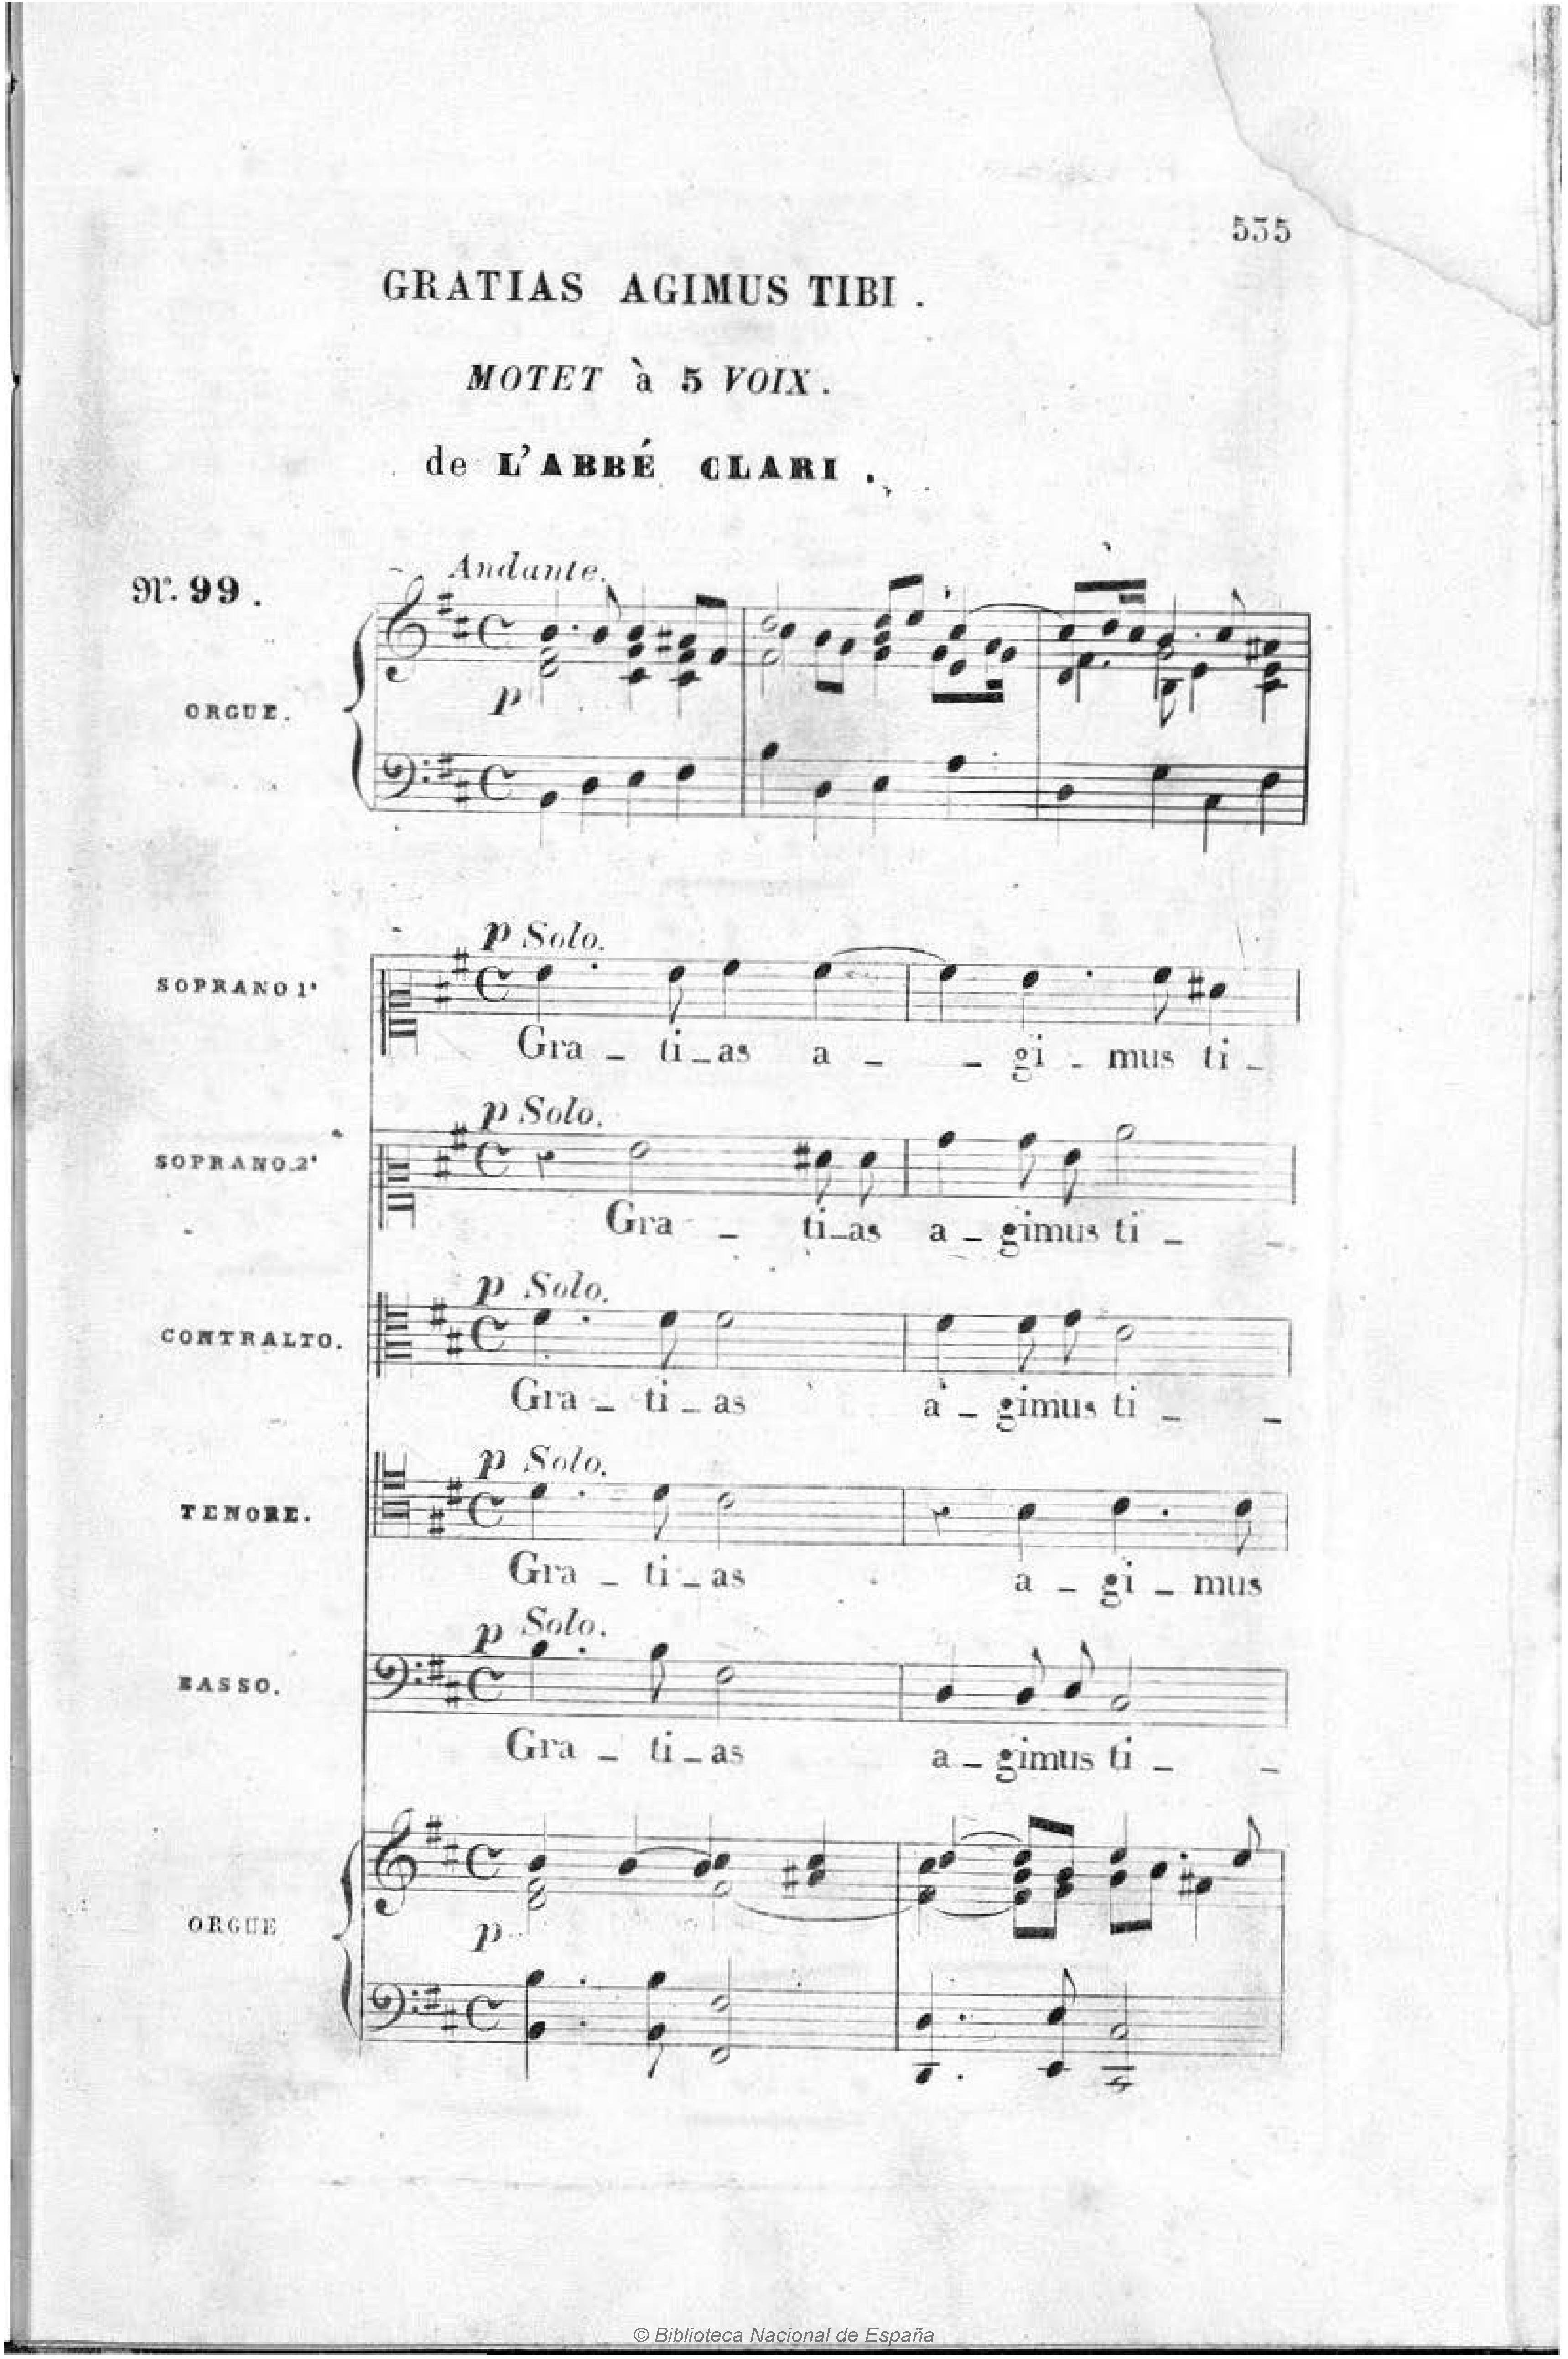 535
GRATIAS AGIMUS TIBI.
MOTET à 5 VOIX.
de L'ABBÉ CLARI.
Nº. 99.
Andante.
ORGUE.
p
p Solo.
SOPRANO 1º
Gra - ti - as a - - gi - mus ti -
p Solo.
SOPRANO. 2º
Gra - ti - as a - gimus ti - -
p Solo.
CONTRALTO.
Gra - ti - as a - gimus ti - -
p Solo.
TENORE.
Gra - ti - as a - gi - mus
p Solo.
BASSO.
Gra - ti - as a - gimus ti - -
ORGUE
p
© Biblioteca Nacional de España